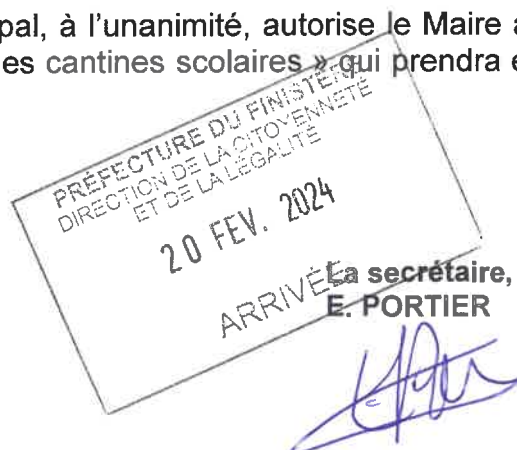 pal, à l'unanimité, autorise le Maire
es cantines scolaires » qui prendra
PRÉFECTURE DU FINISTÈRE
DIRECTION DE LA CITOYENNETÉ
ET DE LA LÉGALITÉ
20 FEV. 2024
ARRIVÉE
La secrétaire,
E. PORTIER